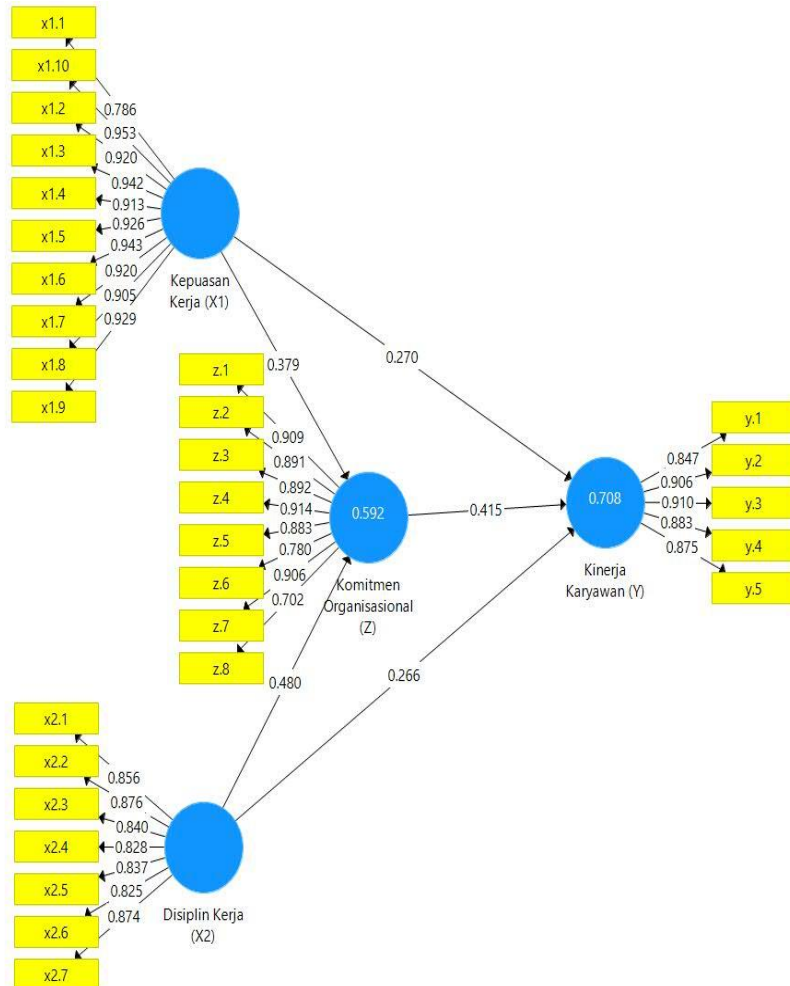 x1.1
x1.10
x1.2
x1.3
x1.4
x1.5
x1.6
x1.7
x1.8
x1.9
0.786
0.953
0.920
0.942
0.913
0.926
0.943
0.920
0.905
0.929
Kepuasan
Kerja (X1)
0.379
0.270
z.1
z.2
z.3
z.4
z.5
z.6
z.7
z.8
0.909
0.891
0.892
0.914
0.883
0.780
0.906
0.702
0.592
Komitmen
Organisasional
(Z)
0.415
0.708
Kinerja
Karyawan (Y)
0.847
0.906
0.910
0.883
0.875
y.1
y.2
y.3
y.4
y.5
0.480
0.266
x2.1
x2.2
x2.3
x2.4
x2.5
x2.6
x2.7
0.856
0.876
0.840
0.828
0.837
0.825
0.874
Disiplin Kerja
(X2)